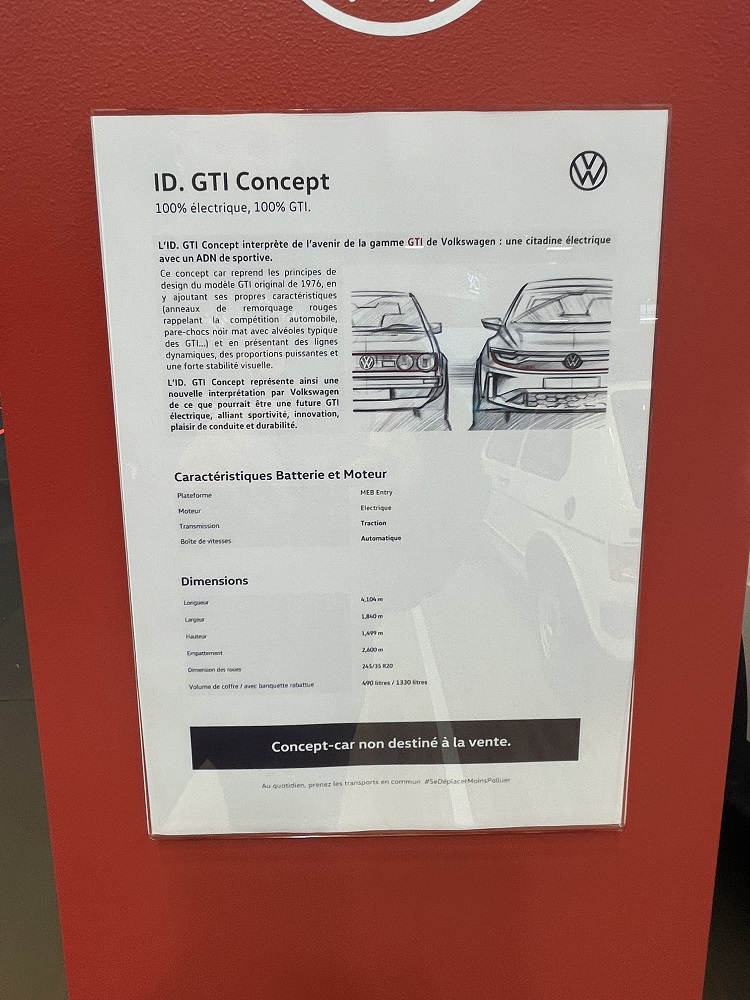 ID. GTI Concept
100% électrique, 100% GTI.
L'ID. GTI Concept interprète de l'avenir de la gamme GTI de Volkswagen : une citadine électrique
avec un ADN de sportive.
Ce concept car reprend les principes de
design du modèle GTI original de 1976, en
y ajoutant ses propres caractéristiques
(anneaux de remorquage rouges
rappelant la compétition automobile,
pare-chocs noir mat avec alvéoles typique
des GTI...) et en présentant des lignes
dynamiques, des proportions puissantes et
une forte stabilité visuelle.
L'ID. GTI Concept représente ainsi une
nouvelle interprétation par Volkswagen
de ce que pourrait être une future GTI
électrique, alliant sportivité, innovation,
plaisir de conduite et durabilité.
Caractéristiques Batterie et Moteur
Plateforme MEB Entry
Moteur Electrique
Transmission Traction
Boîte de vitesses Automatique
Dimensions
Longueur 4,104 m
Largeur 1,840 m
Hauteur 1,499 m
Empattement 2,600 m
Dimension des roues 245/35 R20
Volume de coffre / avec banquette rabattue 490 litres / 1330 litres
Concept-car non destiné à la vente.
Au quotidien, prenez les transports en commun #SeDéplacerMoinsPolluer